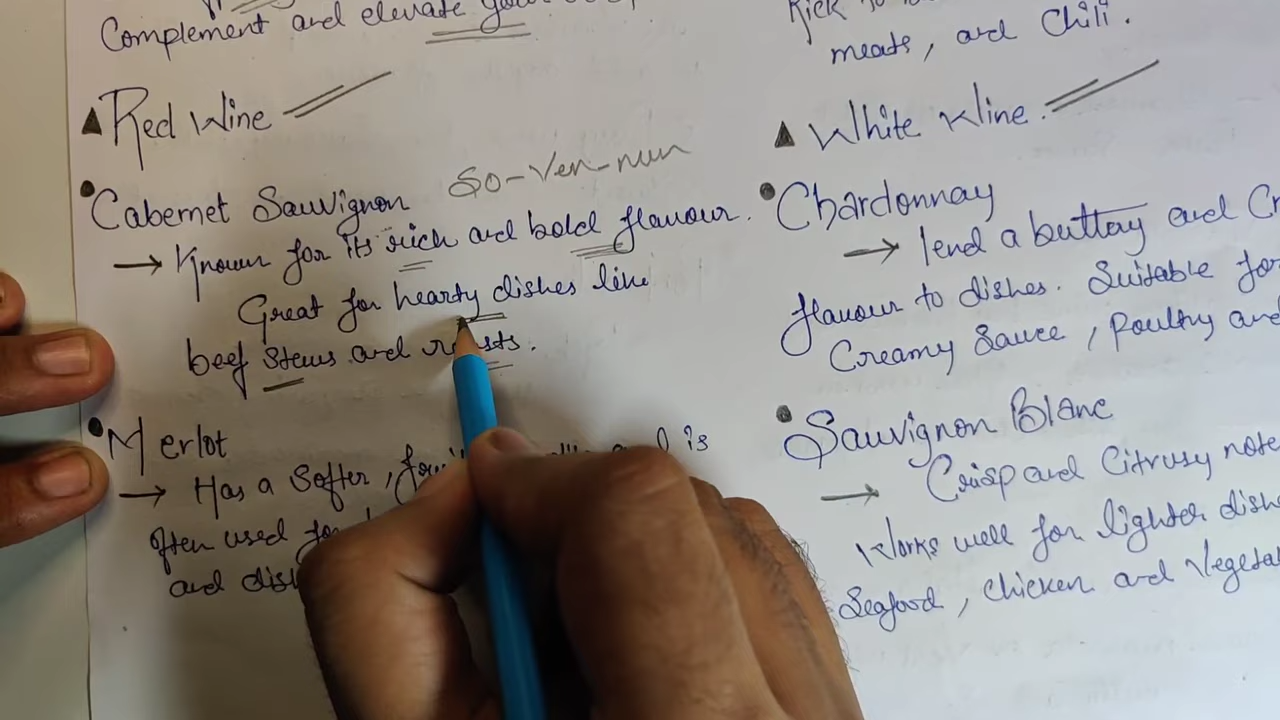 Complement and elevate
▲ Red Wine
• Cabernet Sauvignon
So-Ven-nun
→ Known for its rich and bold flavour.
Great for hearty dishes like
beef stews and roasts.
• Merlot
→ Has a Softer,
is
often used
and
Kick
meats, and Chili.
▲ White Wine.
• Chardonnay
→ lend a buttery and
flavour to dishes. Suitable for
Creamy Sauce, Poultry and
• Sauvignon Blanc
→ Crisp and Citrusy note
Works well for lighter
Seafood, Chicken and